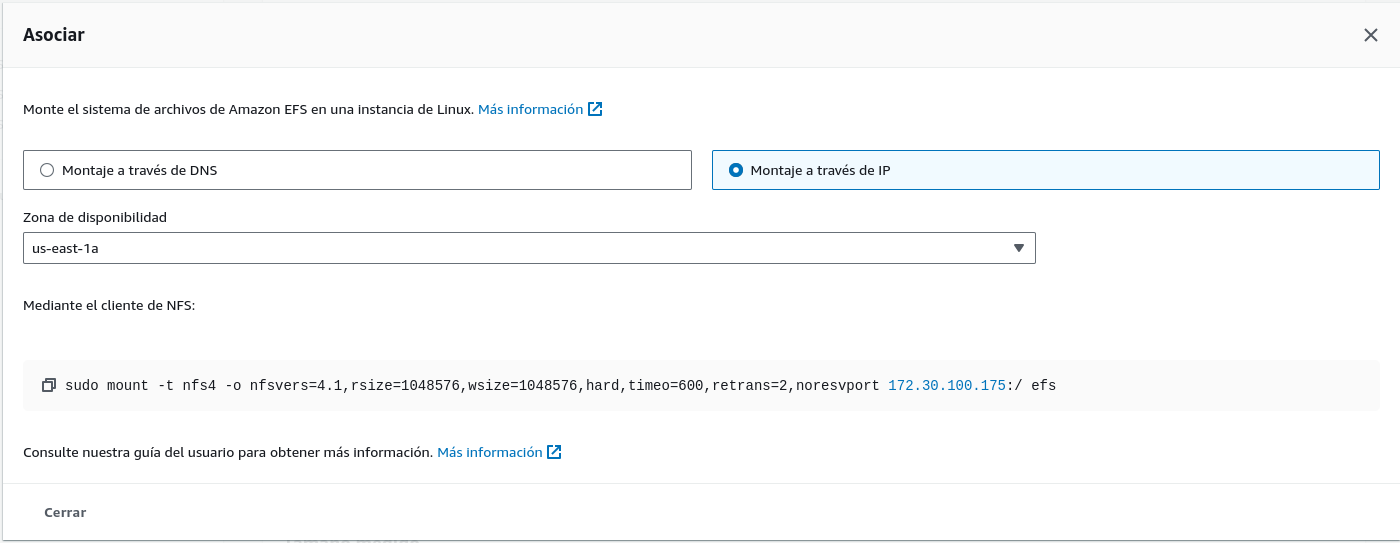 Asociar
Monte el sistema de archivos de Amazon EFS en una instancia de Linux. Más información
Montaje a través de DNS
Montaje a través de IP
Zona de disponibilidad
us-east-1a
Mediante el cliente de NFS:
sudo mount -t nfs4 -o nfsvers=4.1,rsize=1048576,wsize=1048576,hard,timeo=600,retrans=2,noresvport 172.30.100.175:/ efs
Consulte nuestra guía del usuario para obtener más información. Más información
Cerrar